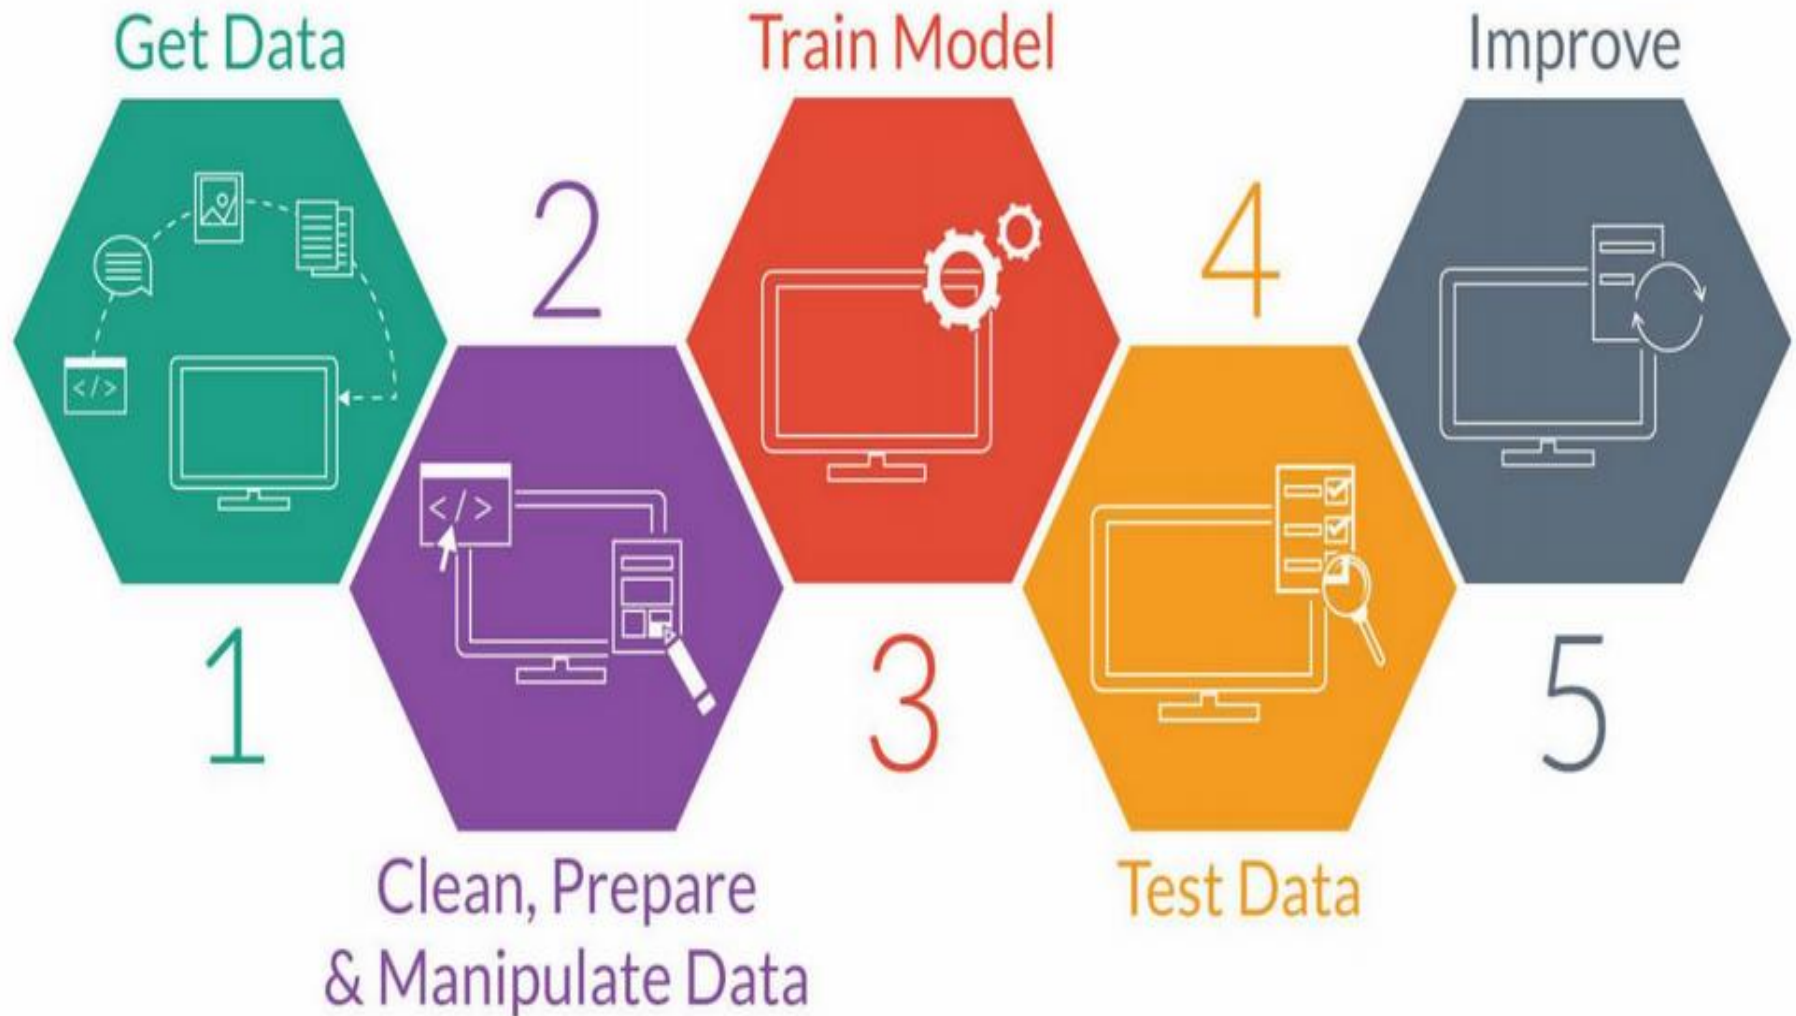 Get Data
1
</>
2
</>
Clean, Prepare
& Manipulate Data
Train Model
3
4
Test Data
Improve
5